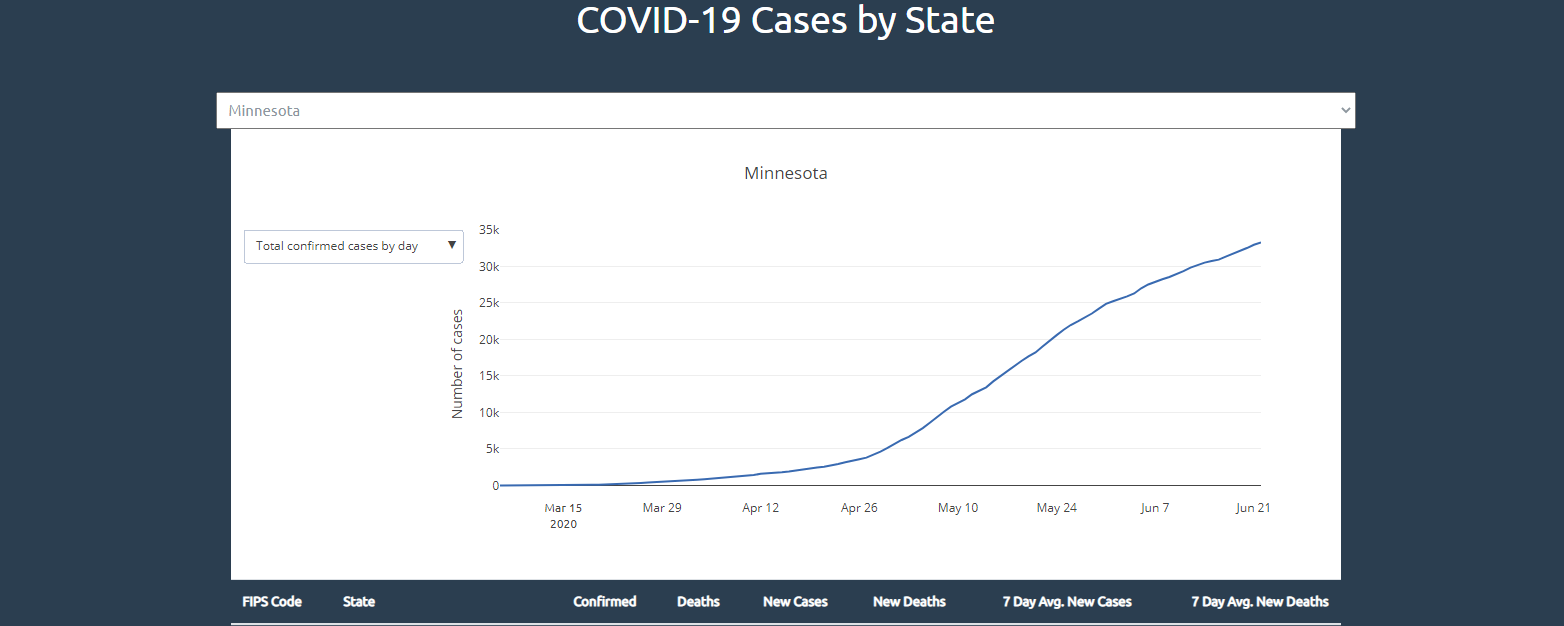 COVID-19 Cases by State
Minnesota
Minnesota
Total confirmed cases by day
▼
35k
30k
25k
20k
15k
10k
5k
0
Number of cases
Mar 15
2020
Mar 29
Apr 12
Apr 26
May 10
May 24
Jun 7
Jun 21
FIPS Code State Confirmed Deaths New Cases New Deaths 7 Day Avg. New Cases 7 Day Avg. New Deaths